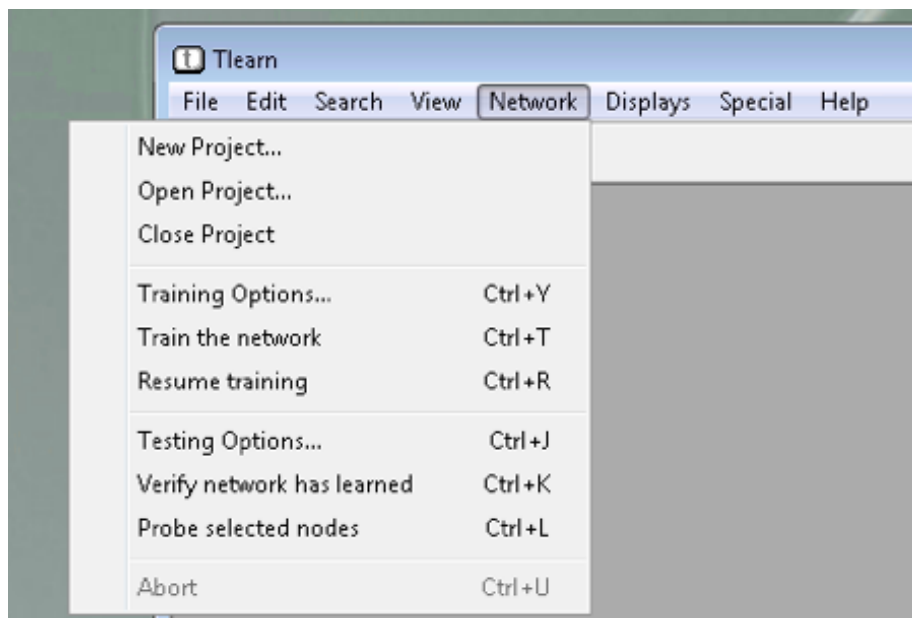 Tlearn
File Edit Search View Network Displays Special Help
New Project...
Open Project...
Close Project
Training Options... Ctrl+Y
Train the network Ctrl+T
Resume training Ctrl+R
Testing Options... Ctrl+J
Verify network has learned Ctrl+K
Probe selected nodes Ctrl+L
Abort Ctrl+U